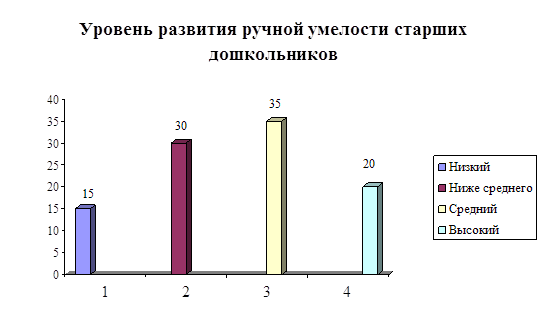 Уровень развития ручной умелости старших
дошкольников
40
35
30
25
20
15
10
5
0
15
30
35
20
1 2 3 4
Низкий
Ниже среднего
Средний
Высокий